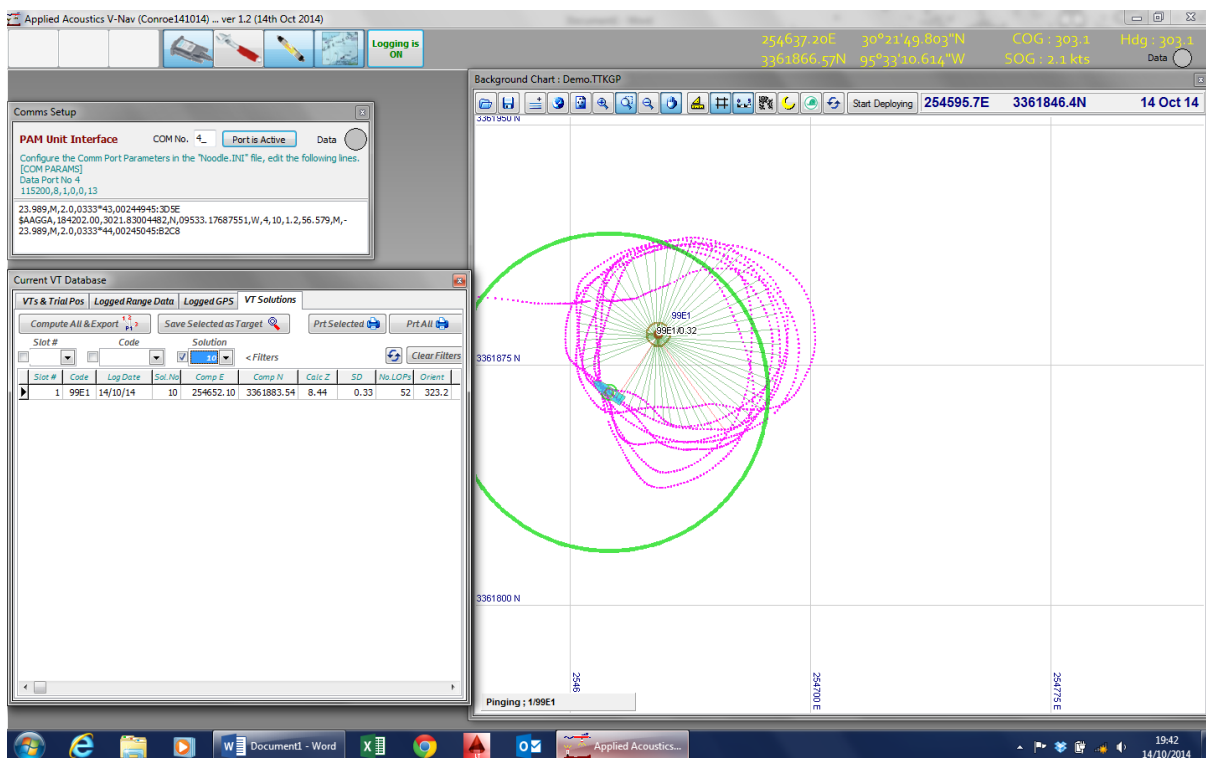 Applied Acoustics V-Nav (Conroe141014) ... ver 1.2 (14th Oct 2014)
Logging is
ON
254637.20E 30°21'49.803"N COG : 303.1 Hdg : 303.1
3361866.57N 95°33'10.614"W SOG : 2.1 kts Data
Background Chart : Demo.TTKGP
Start Deploying 254595.7E 3361846.4N 14 Oct 14
Comms Setup
PAM Unit Interface COM No. 4_ Port is Active Data
Configure the Comm Port Parameters in the "Noodle.INI" file, edit the following lines.
[COM PARAMS]
Data Port No 4
115200,8,1,0,0,13
23.989,M,2.0,0333*43,00244945:3D5E
$AAGGA,184202.00,3021.83004482,N,09533.17687551,W,4,10,1.2,56.579,M,-
23.989,M,2.0,0333*44,00245045:B2C8
Current VT Database
VTs & Trial Pos Logged Range Data Logged GPS VT Solutions
Compute All & Export Save Selected as Target Prt Selected Prt All
Slot # Code Solution
10 < Filters Clear Filters
Slot # Code Log Date Sol.No Comp E Comp N Calc Z SD No.LOPs Orient
1 99E1 14/10/14 10 254652.10 3361883.54 8.44 0.33 52 323.2
3361950 N
99E1
99E1/0.32
3361875 N
3361800 N
2546
254700 E
254775 E
Pinging ; 1/99E1
Document1 - Word
Applied Acoustics...
19:42
14/10/2014